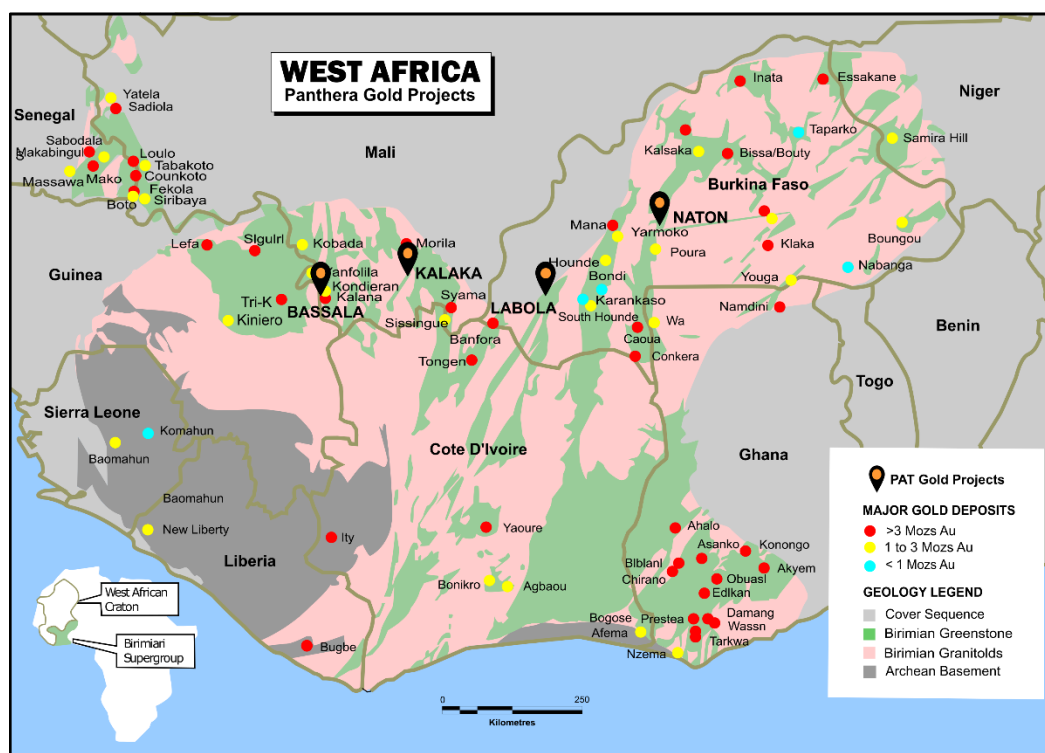 WEST AFRICA
Panthera Gold Projects
Senegal
Mali
Niger
Burkina Faso
Guinea
Benin
Togo
Ghana
Sierra Leone
Liberia
Cote D'Ivoire
Yatela
Sadiola
Sabodala
S
Makabingul
Massawa
Mako
Loulo
Tabakoto
Counkoto
Fekola
Boto
Siribaya
Lefa
SIguIrI
Kobada
Morila
KALAKA
Yanfolila
Kondieran
BASSALA
Kalana
Tri-K
Kiniero
Syama
Sissingue
Banfora
Tongen
LABOLA
Inata
Essakane
Taparko
Samira Hill
Kalsaka
Bissa/Bouty
NATON
Mana
Yarmoko
Hounde
Poura
Bondi
Karankaso
South Hounde
Klaka
Boungou
Nabanga
Youga
Namdini
Wa
Caoua
Conkera
Komahun
Baomahun
Baomahun
New Liberty
Ity
Bugbe
Yaoure
Bonikro
Agbaou
Ahalo
Asanko
Konongo
BIbIanI
Chirano
Akyem
ObuasI
EdIkan
Bogose
Prestea
Damang
Wassn
Afema
Tarkwa
Nzema
PAT Gold Projects
MAJOR GOLD DEPOSITS
>3 Mozs Au
1 to 3 Mozs Au
< 1 Mozs Au
GEOLOGY LEGEND
Cover Sequence
Birimian Greenstone
Birimian Granitolds
Archean Basement
West African
Craton
Birimiari
Supergroup
0 250
Kilometres